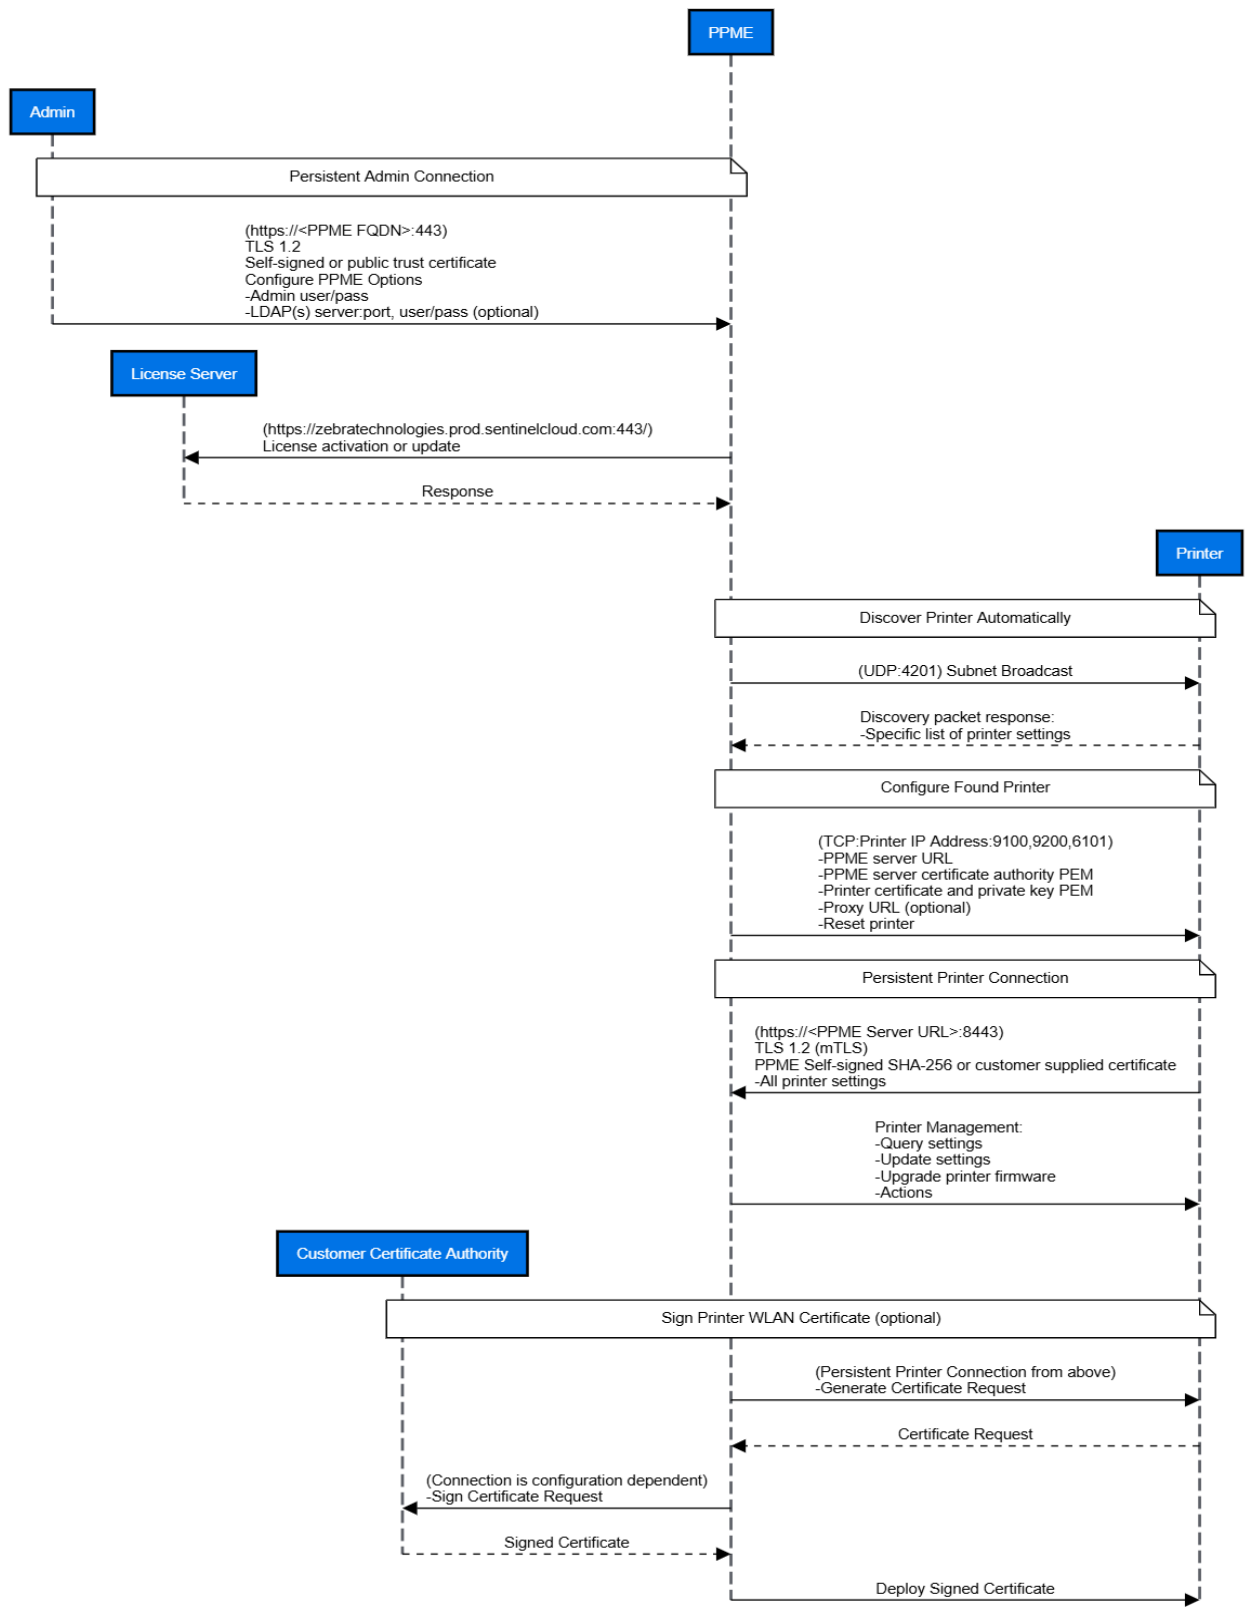 PPME
Admin
Persistent Admin Connection
(https://<PPME FQDN>:443)
TLS 1.2
Self-signed or public trust certificate
Configure PPME Options
-Admin user/pass
-LDAP(s) server:port, user/pass (optional)
License Server
(https://zebratechnologies.prod.sentinelcloud.com:443/)
License activation or update
Response
Printer
Discover Printer Automatically
(UDP:4201) Subnet Broadcast
Discovery packet response:
-Specific list of printer settings
Configure Found Printer
(TCP:Printer IP Address:9100,9200,6101)
-PPME server URL
-PPME server certificate authority PEM
-Printer certificate and private key PEM
-Proxy URL (optional)
-Reset printer
Persistent Printer Connection
(https://<PPME Server URL>:8443)
TLS 1.2 (mTLS)
PPME Self-signed SHA-256 or customer supplied certificate
-All printer settings
Printer Management:
-Query settings
-Update settings
-Upgrade printer firmware
-Actions
Customer Certificate Authority
Sign Printer WLAN Certificate (optional)
(Persistent Printer Connection from above)
-Generate Certificate Request
Certificate Request
(Connection is configuration dependent)
-Sign Certificate Request
Signed Certificate
Deploy Signed Certificate